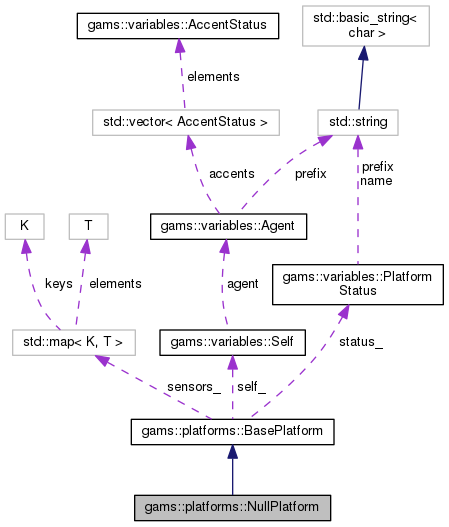 gams::variables::AccentStatus
std::basic_string<
char >
elements
std::vector< AccentStatus >
std::string
accents
prefix
prefix
name
K
T
gams::variables::Agent
keys
elements
agent
gams::variables::Platform
Status
std::map< K, T >
gams::variables::Self
status_
sensors_
self_
gams::platforms::BasePlatform
gams::platforms::NullPlatform